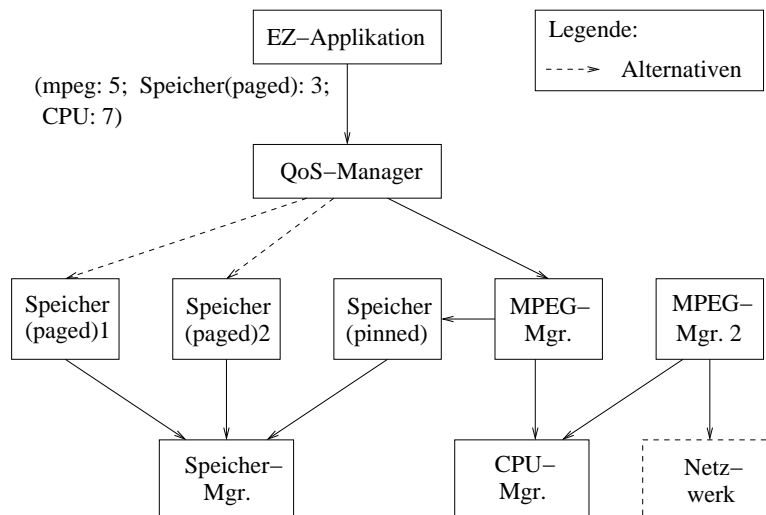 EZ–Applikation
Legende:
Alternativen
(mpeg: 5; Speicher(paged): 3;
CPU: 7)
QoS–Manager
Speicher
(paged)1
Speicher
(paged)2
Speicher
(pinned)
MPEG–
Mgr.
MPEG–
Mgr. 2
Speicher–
Mgr.
CPU–
Mgr.
Netz–
werk